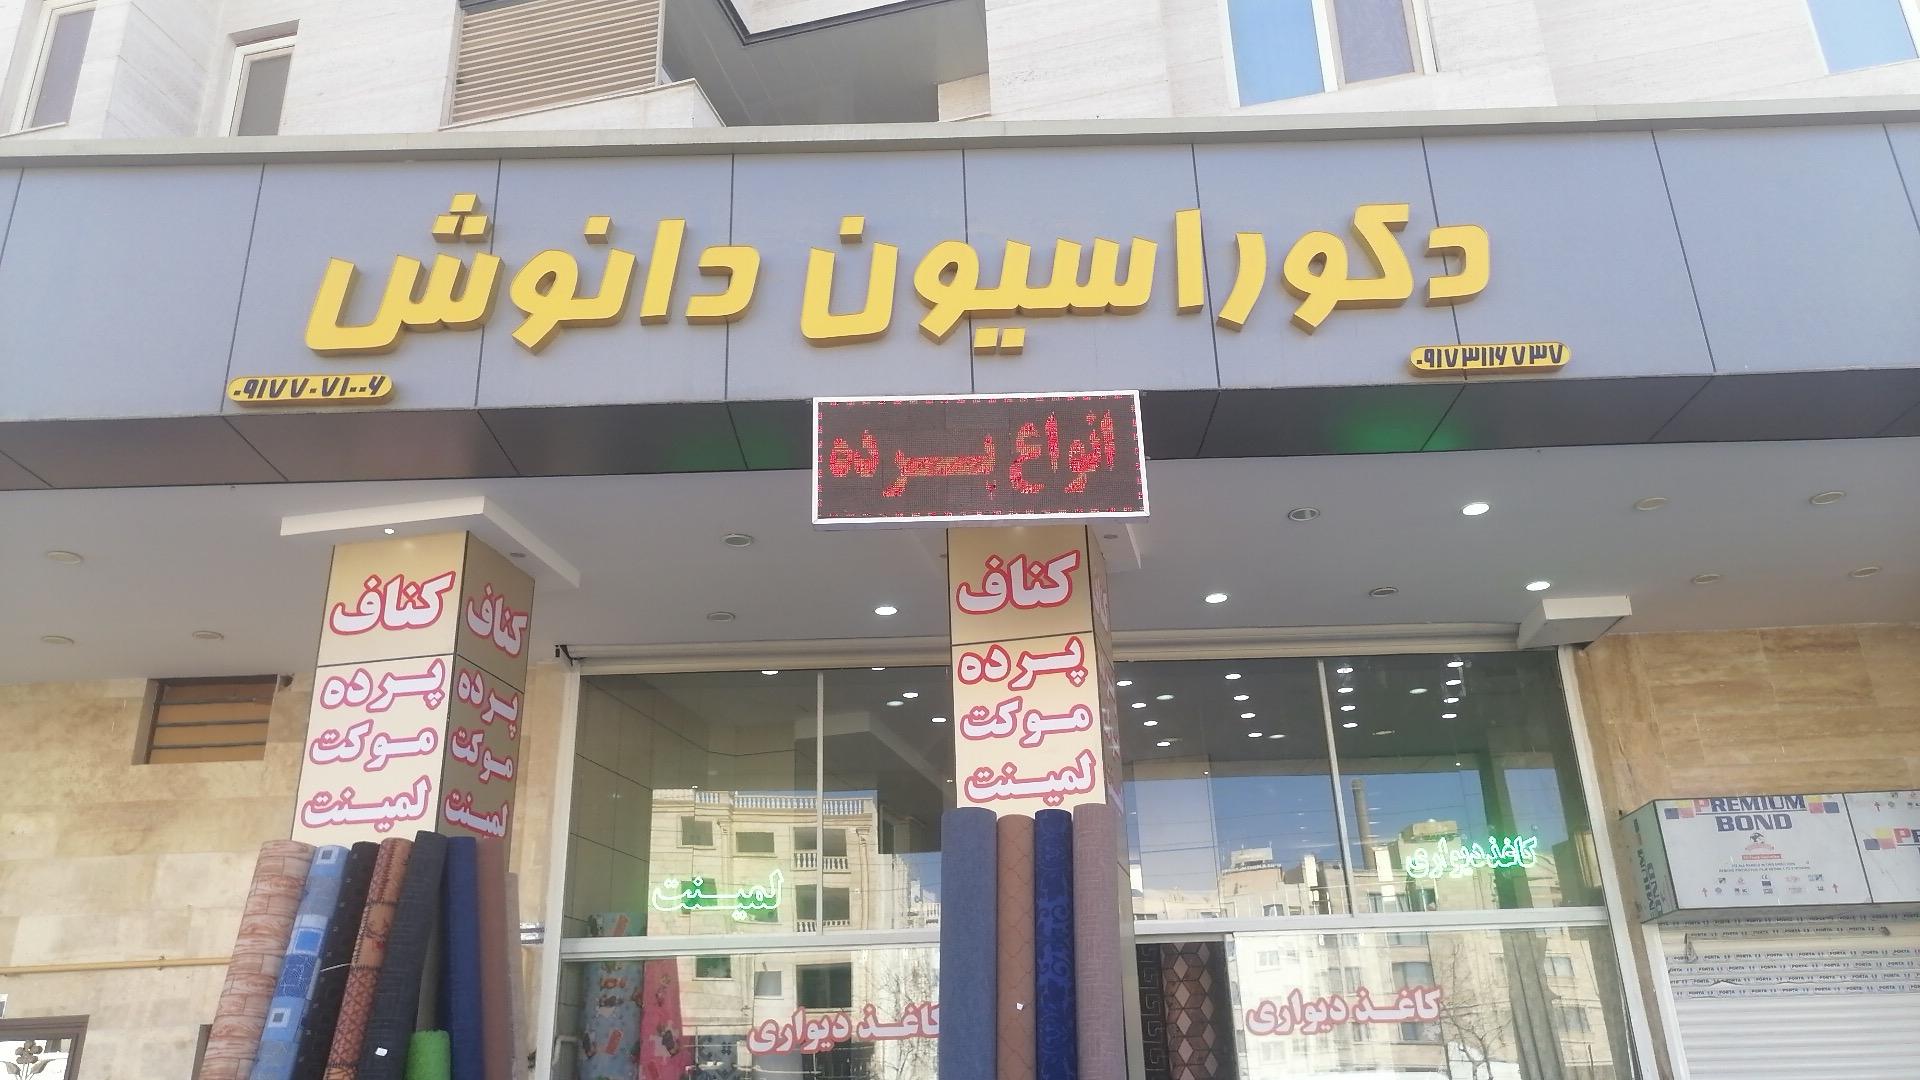 دکوراسیون دانوش
۰۹۱۷۳۱۱۶۷۳۷
۰۹۱۷۷۰۷۱۰۰۶
انواع پرده
کناف
پرده
موکت
لمینت
کناف
پرده
موکت
لمینت
کناف
پرده
موکت
لمینت
کاغذ دیواری
لمینت
کاغذ دیواری
کاغذ دیواری
PREMIUM
BOND